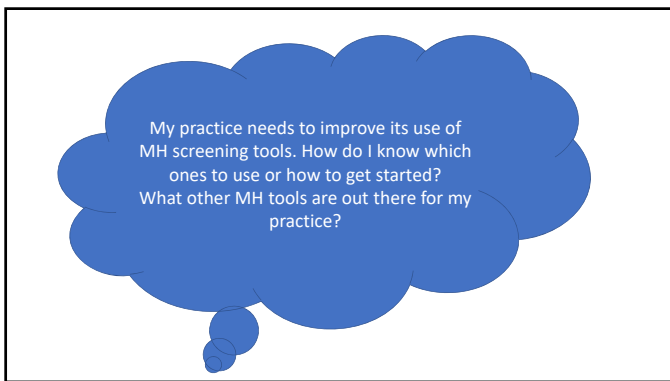 My practice needs to improve its use of
MH screening tools. How do I know which
ones to use or how to get started?
What other MH tools are out there for my
practice?